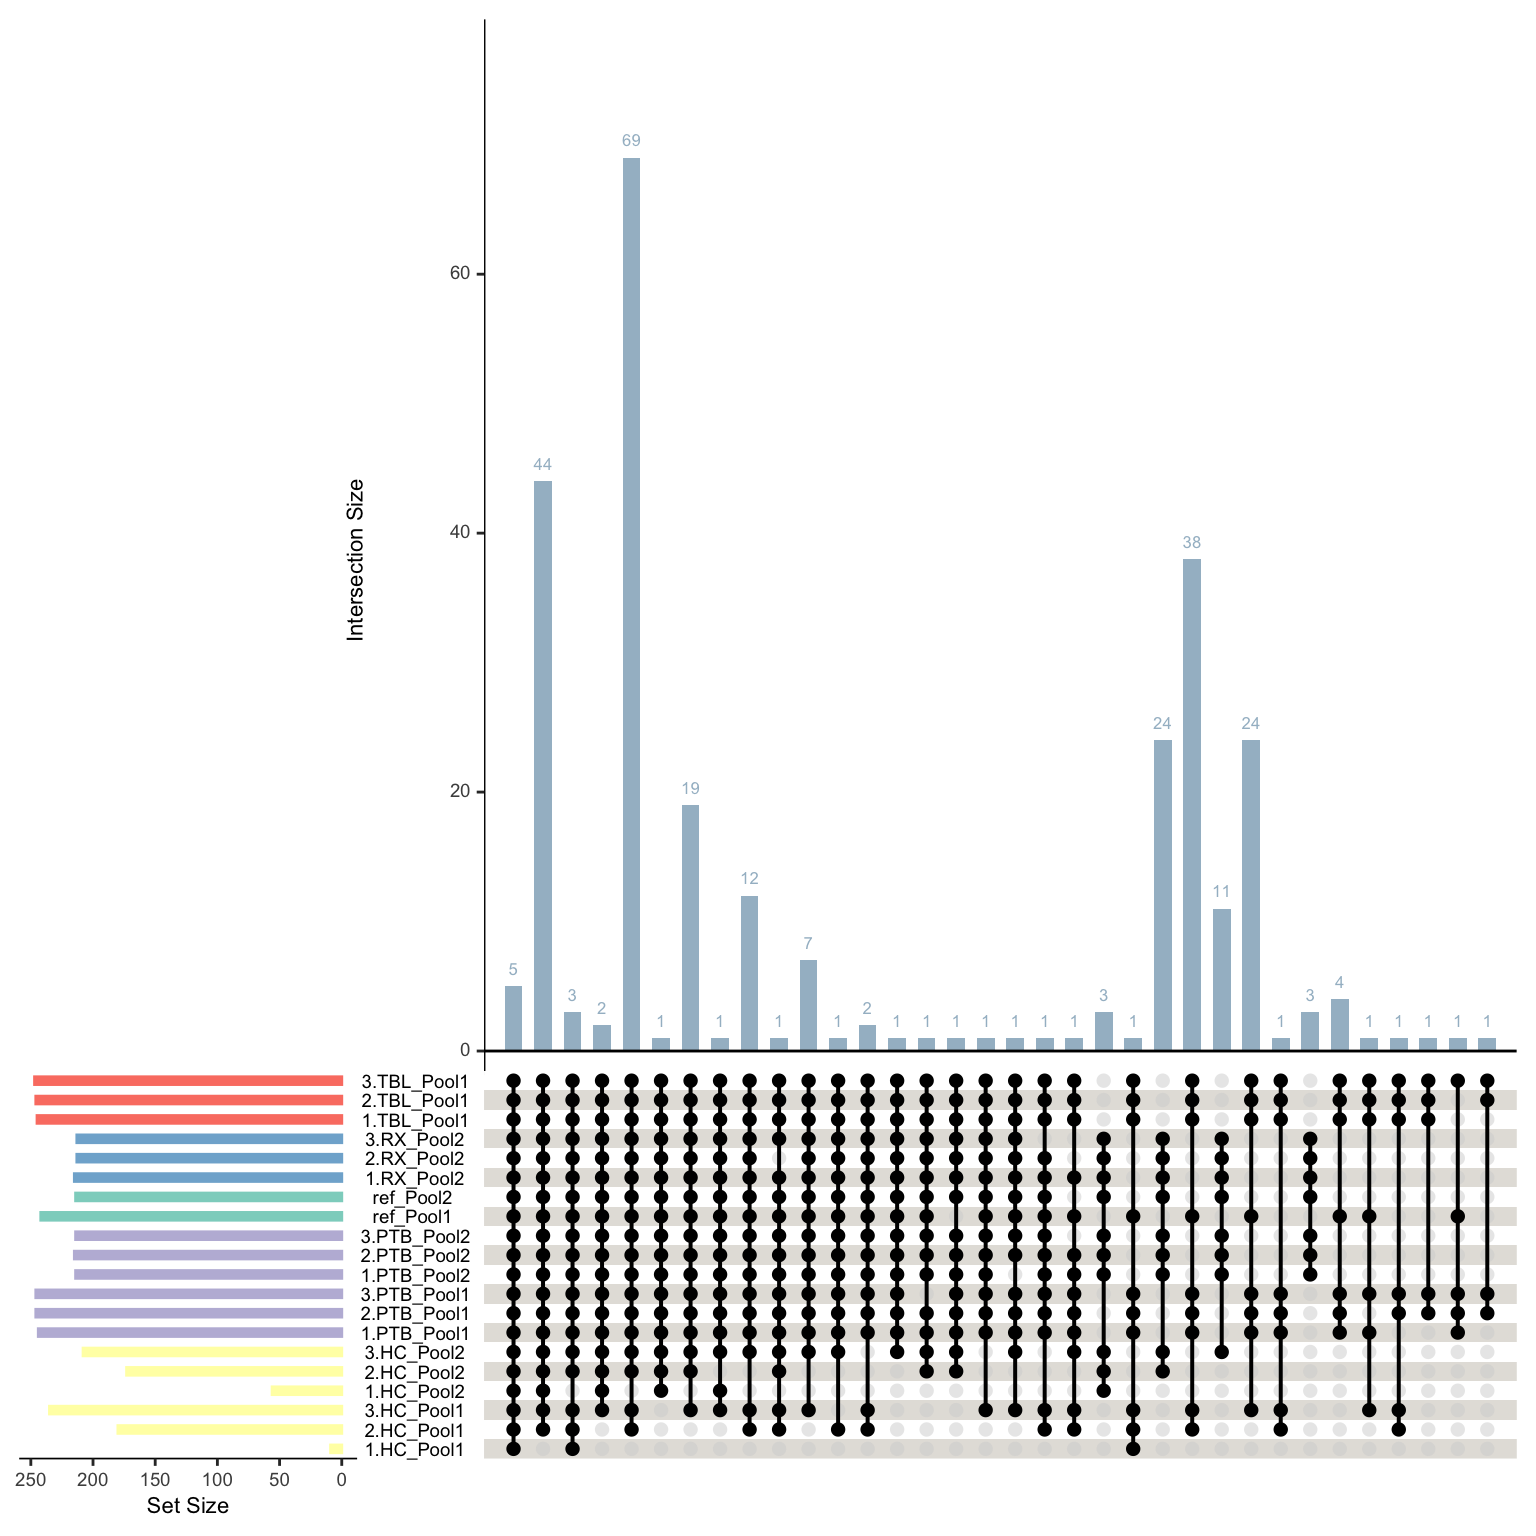 Intersection Size
60
40
20
0
5
44
3
2
69
1
19
1
12
1
7
1
2
1
1
1
1
1
1
1
3
1
24
38
11
24
1
3
4
1
1
1
1
1
3.TBL_Pool1
2.TBL_Pool1
1.TBL_Pool1
3.RX_Pool2
2.RX_Pool2
1.RX_Pool2
ref_Pool2
ref_Pool1
3.PTB_Pool2
2.PTB_Pool2
1.PTB_Pool2
3.PTB_Pool1
2.PTB_Pool1
1.PTB_Pool1
3.HC_Pool2
2.HC_Pool2
1.HC_Pool2
3.HC_Pool1
2.HC_Pool1
1.HC_Pool1
250 200 150 100 50 0
Set Size